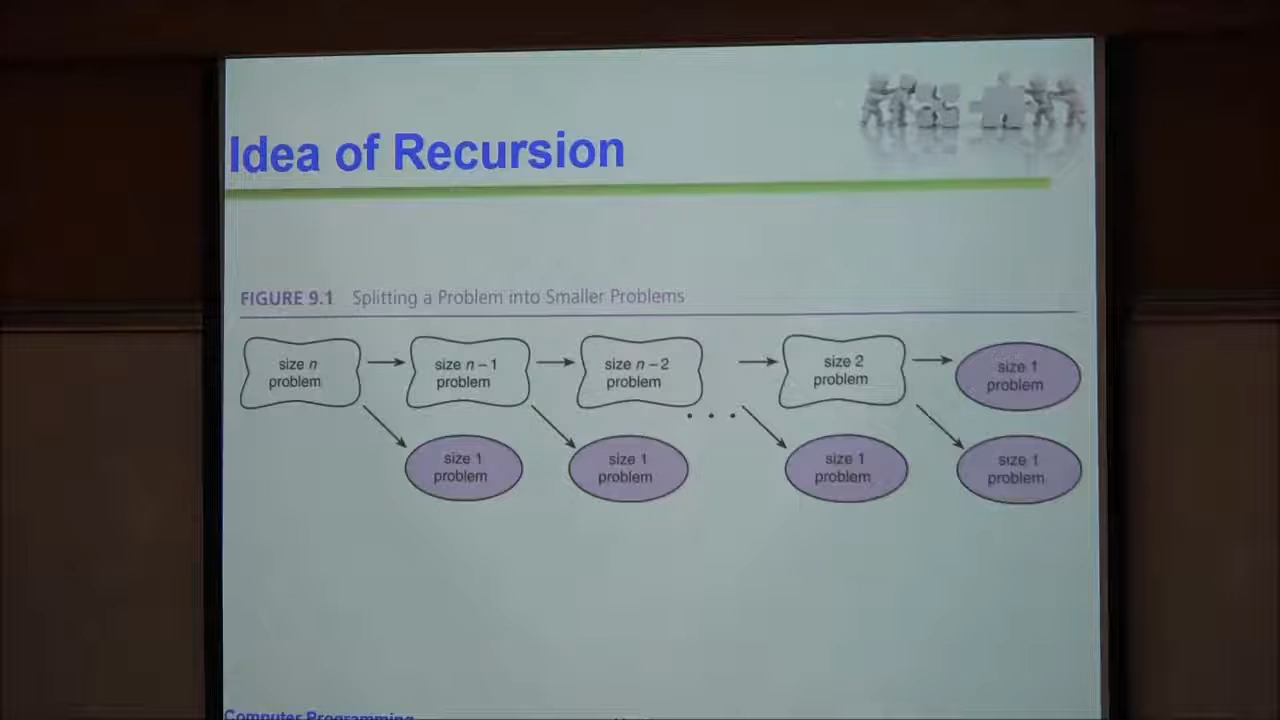 Idea of Recursion
FIGURE 9.1 Splitting a Problem into Smaller Problems
size n
problem
size n – 1
problem
size n – 2
problem
size 2
problem
size 1
problem
. . .
size 1
problem
size 1
problem
size 1
problem
size 1
problem
Computer Programming